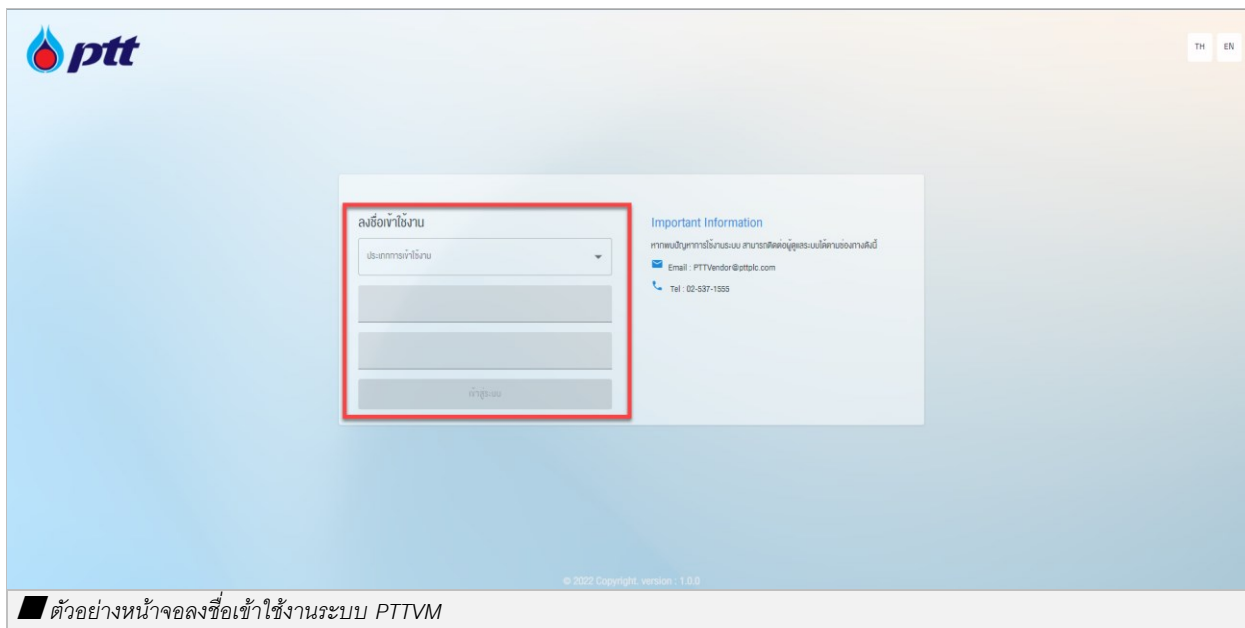 ptt
TH EN
ลงชื่อเข้าใช้งาน
ประเภทการเข้าใช้งาน
เข้าสู่ระบบ
Important Information
หากพบปัญหาการใช้งานระบบ สามารถติดต่อผู้ดูแลระบบได้ตามช่องทางดังนี้
Email : PTTVendor@pttplc.com
Tel : 02-537-1555
© 2022 Copyright. version : 1.0.0
ตัวอย่างหน้าจอลงชื่อเข้าใช้งานระบบ PTTVM